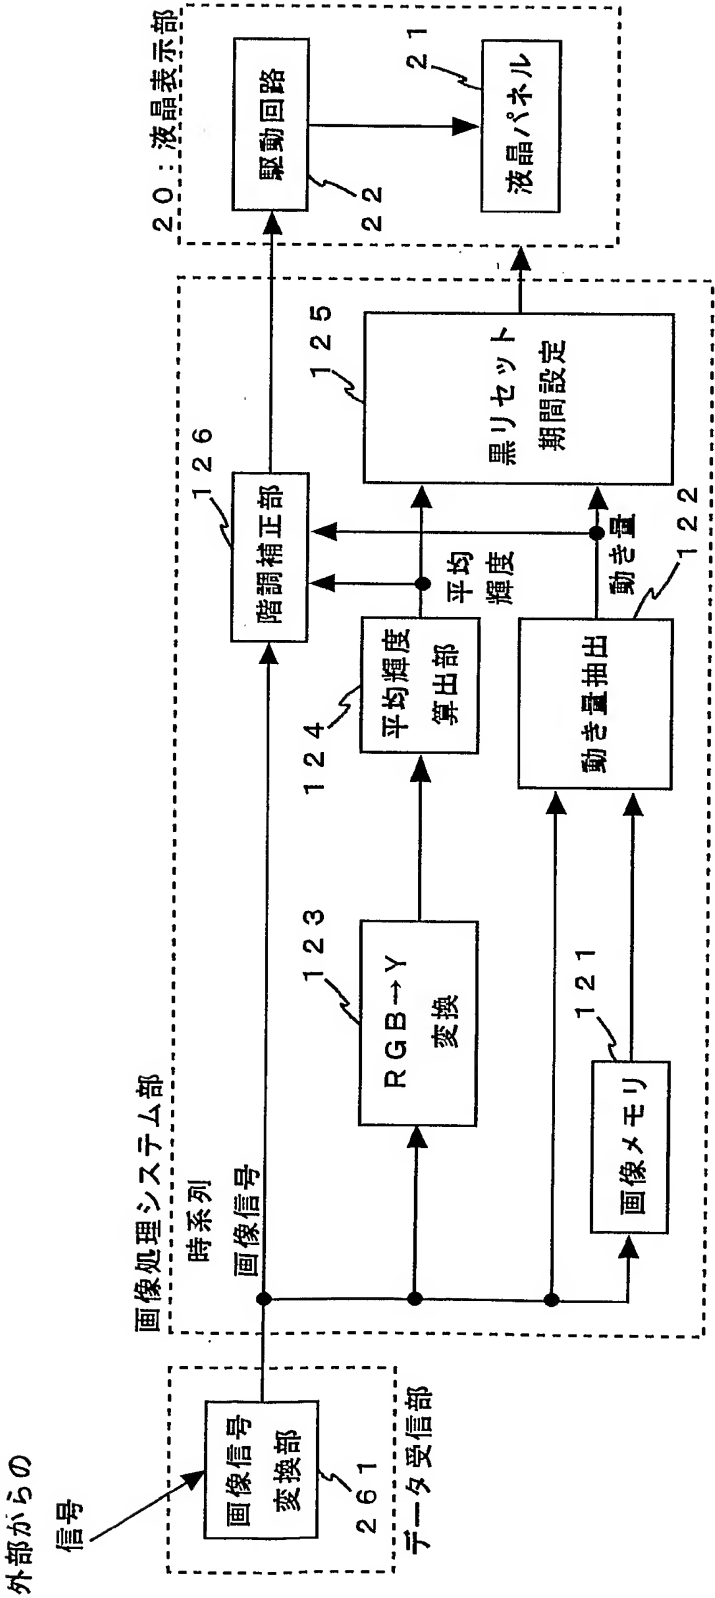 外部からの
信号
画像信号
変換部
261
データ受信部
画像処理システム部
時系列
画像信号
RGB→Y
変換
123
画像メモリ
121
平均輝度
算出部
124
動き量抽出
122
平均
輝度
動き量
階調補正部
126
黒リセット
期間設定
125
20:液晶表示部
駆動回路
22
液晶パネル
21